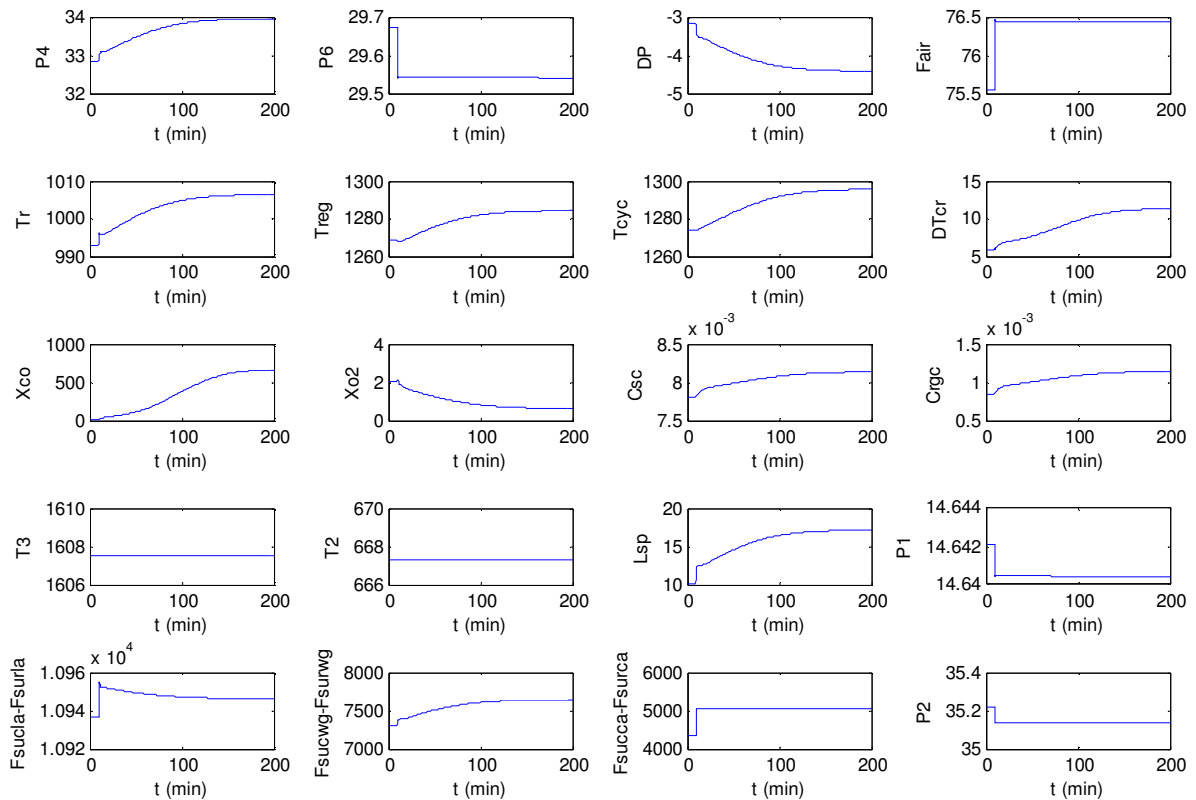 P4
34
33
32
0
100
200
t (min)
P6
29.7
29.6
29.5
0
100
200
t (min)
DP
-3
-4
-5
0
100
200
t (min)
Fair
76.5
76
75.5
0
100
200
t (min)
Tr
1010
1000
990
0
100
200
t (min)
Treg
1300
1280
1260
0
100
200
t (min)
Tcyc
1300
1280
1260
0
100
200
t (min)
DTcr
15
10
5
0
100
200
t (min)
Xco
1000
500
0
0
100
200
t (min)
Xo2
4
2
0
0
100
200
t (min)
x 10-3
Csc
8.5
8
7.5
0
100
200
t (min)
x 10-3
Crgc
1.5
1
0.5
0
100
200
t (min)
T3
1610
1608
1606
0
100
200
t (min)
T2
670
668
666
0
100
200
t (min)
Lsp
20
15
10
0
100
200
t (min)
P1
14.644
14.642
14.64
0
100
200
t (min)
x 104
Fsucla-Fsurla
1.096
1.094
1.092
0
100
200
t (min)
Fsucwg-Fsurwg
8000
7500
7000
0
100
200
t (min)
Fsucca-Fsurca
6000
5000
4000
0
100
200
t (min)
P2
35.4
35.2
35
0
100
200
t (min)